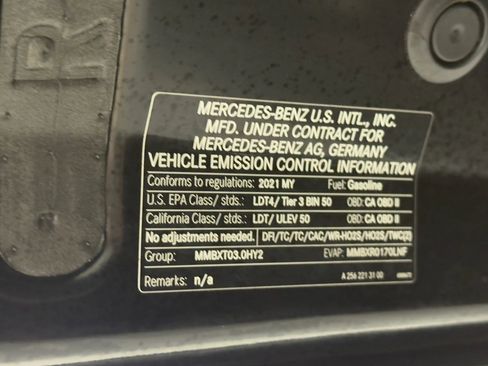 R
MERCEDES-BENZ U.S. INTL., INC.
MFD. UNDER CONTRACT FOR
MERCEDES-BENZ AG, GERMANY
VEHICLE EMISSION CONTROL INFORMATION
Conforms to regulations: 2021 MY Fuel: Gasoline
U.S. EPA Class/ stds.: LDT4/ Tier 3 BIN 50 OBD: CA OBD II
California Class/ stds.: LDT/ ULEV 50 OBD: CA OBD II
No adjustments needed. DFI/TC/TC/CAC/WR-HO2S/HO2S/TWC(2)
Group: MMBXT03.0HY2 EVAP: MMBXR0170LNF
Remarks: n/a A 256 221 31 00